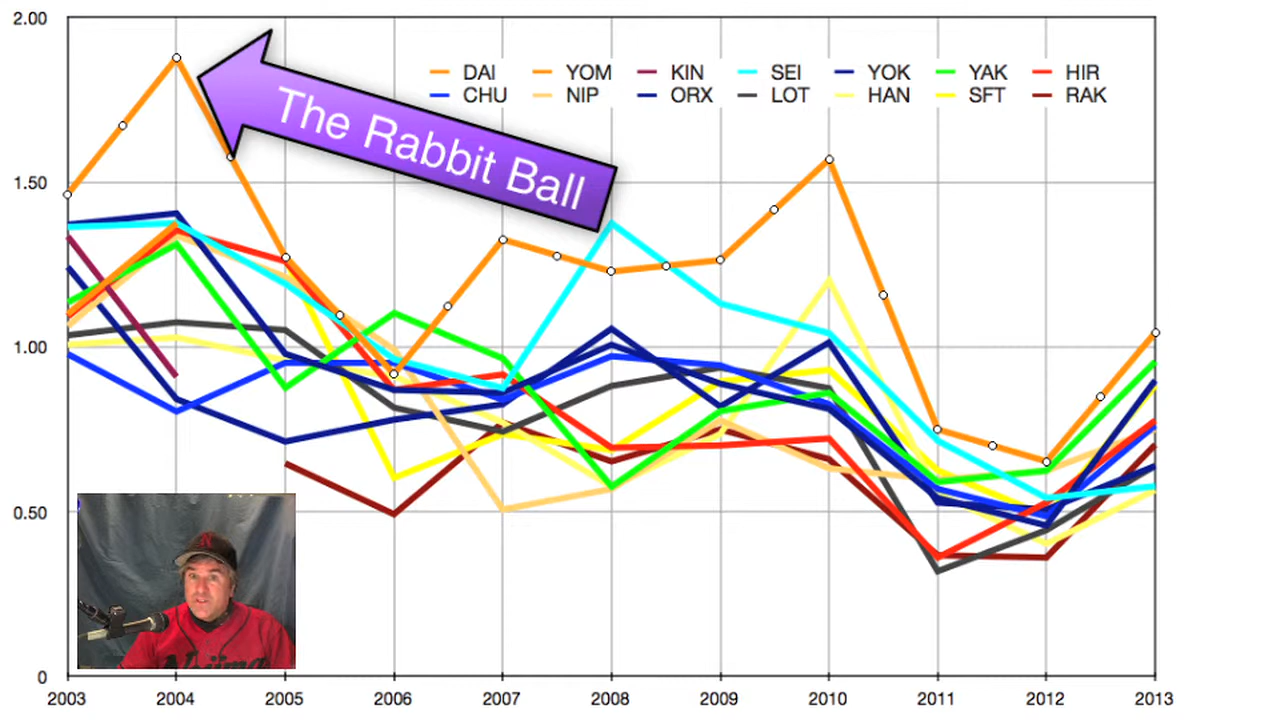 2.00
DAI YOM KIN SEI YOK YAK HIR
CHU NIP ORX LOT HAN SFT RAK
The Rabbit Ball
1.50
1.00
0.50
0
2003 2004 2005 2006 2007 2008 2009 2010 2011 2012 2013